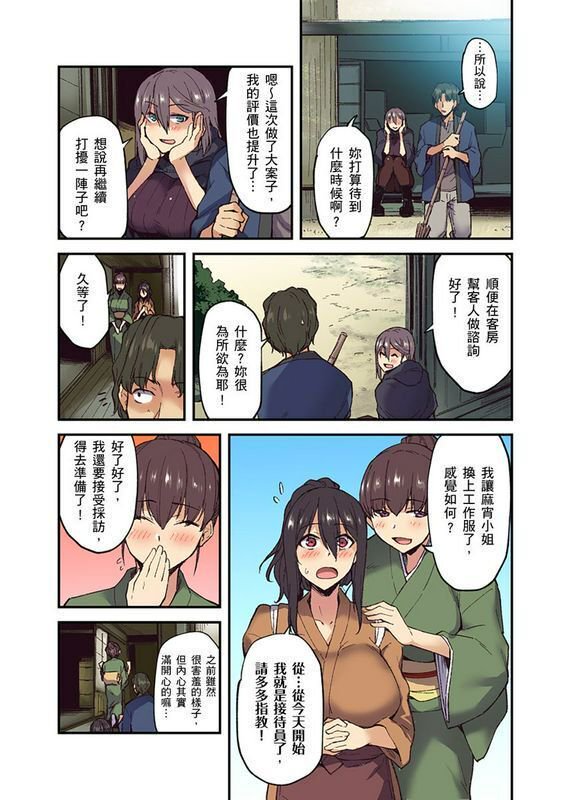 …所以說…
妳打算待到
什麼時候啊？
嗯～這次做了大案子，
我的評價也提升了…
想說再繼續
打擾一陣子吧？
順便在客房
幫客人做諮詢
好了！
什麼？妳很
為所欲為耶！
久等了！
我讓麻宵小姐
換上工作服了，
感覺如何？
從…從今天開始
我就是接待員了，
請多多指教！
好了好了，
我還要接受採訪，
得去準備了！
之前雖然
很害羞的樣子，
但內心其實
滿開心的嘛…